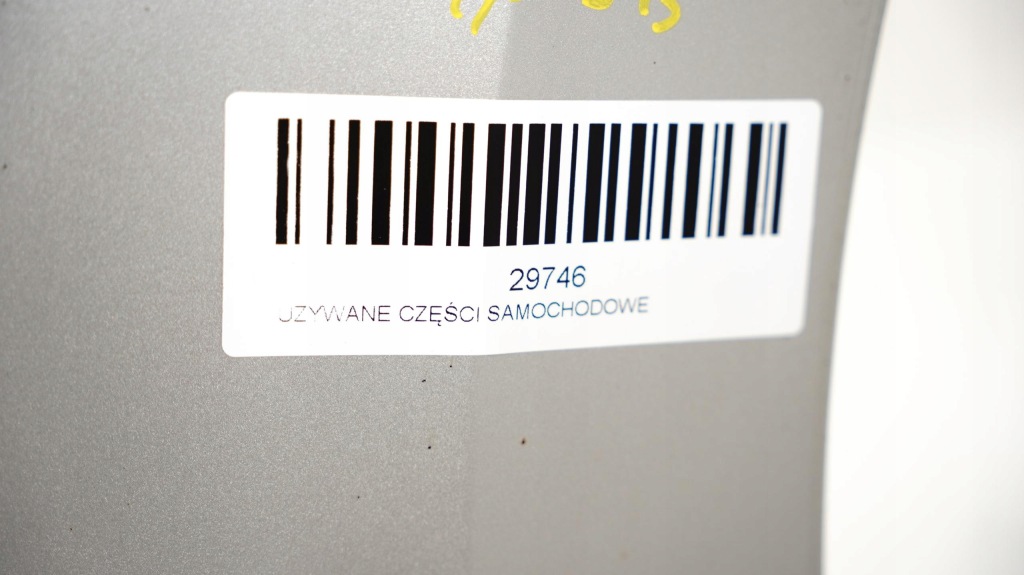 29746
UZYWANE CZĘŚCI SAMOCHODOWE